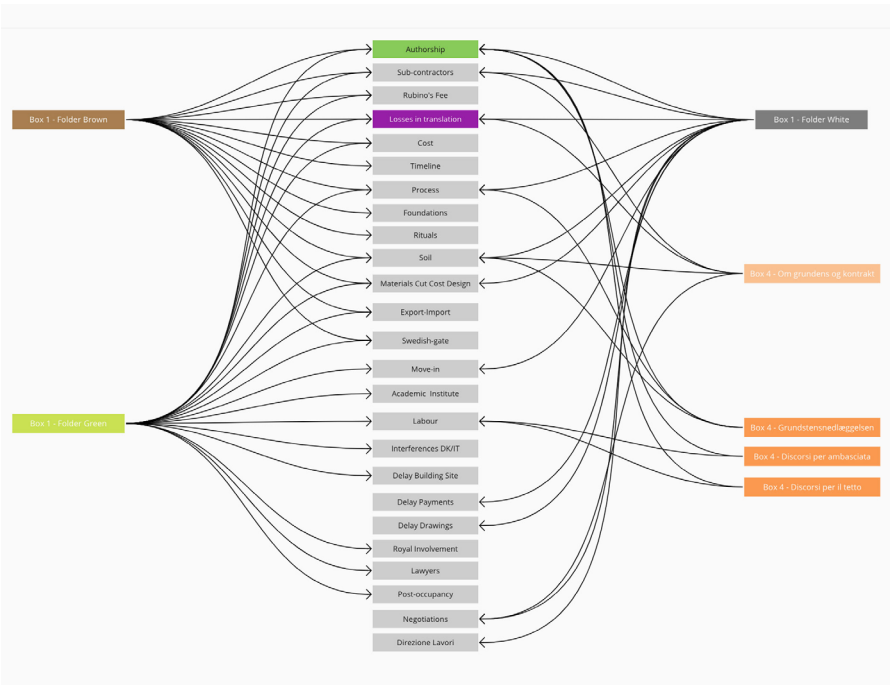 Authorship
Sub-contractors
Rubino's Fee
Box 1 - Folder Brown
Losses in translation
Box 1 - Folder White
Cost
Timeline
Process
Foundations
Rituals
Soil
Box 4 - Om grundens og kontrakt
Materials Cut Cost Design
Export-Import
Swedish-gate
Move-in
Academic Institute
Box 1 - Folder Grøen
Labour
Box 4 - Grundstensnedlæggelsen
Interferences DK/IT
Box 4 - Discorsi per ambasciata
Delay Building Site
Box 4 - Discorsi per il tetto
Delay Payments
Delay Drawings
Royal Involvement
Lawyers
Post-occupancy
Negotiations
Direzione Lavori